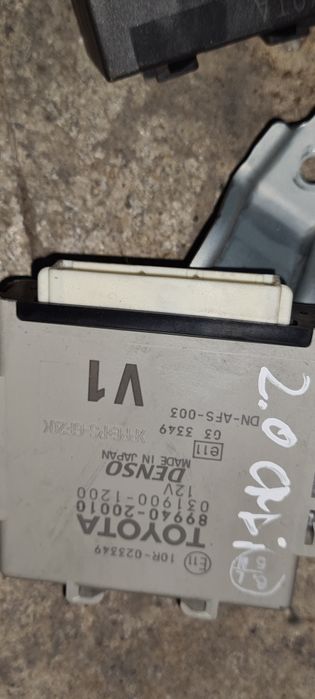 YOTA
E11 10R-023349
TOYOTA
89940-20010
031900-1200
12V
DENSO
MADE IN JAPAN
e11 G3 3349
DN-AFS-003
V1
2.0